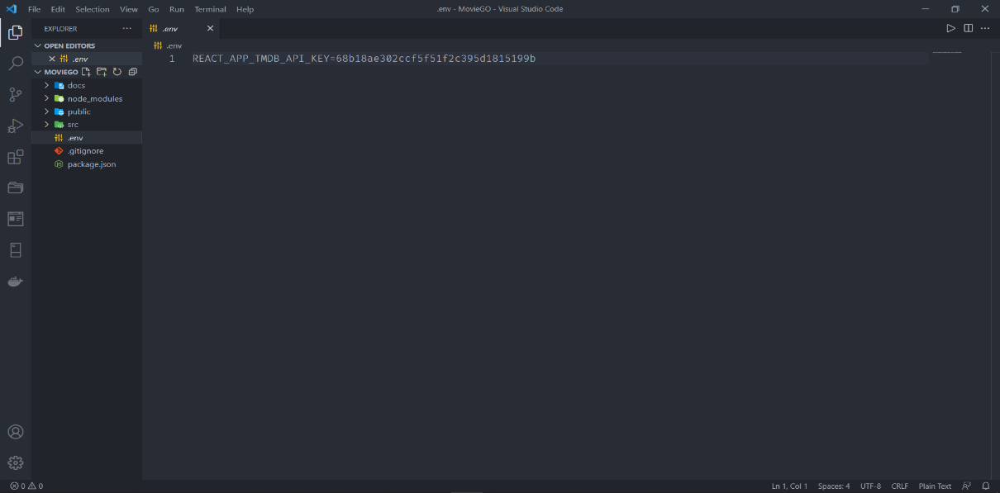 File Edit Selection View Go Run Terminal Help
.env - MovieGO - Visual Studio Code
EXPLORER
.env
OPEN EDITORS
.env
.env
1 REACT_APP_TMDB_API_KEY=68b18ae302ccf5f51f2c395d1815199b
MOVIEGO
docs
node_modules
public
src
.env
.gitignore
package.json
0 0
Ln 1, Col 1 Spaces: 4 UTF-8 CRLF Plain Text